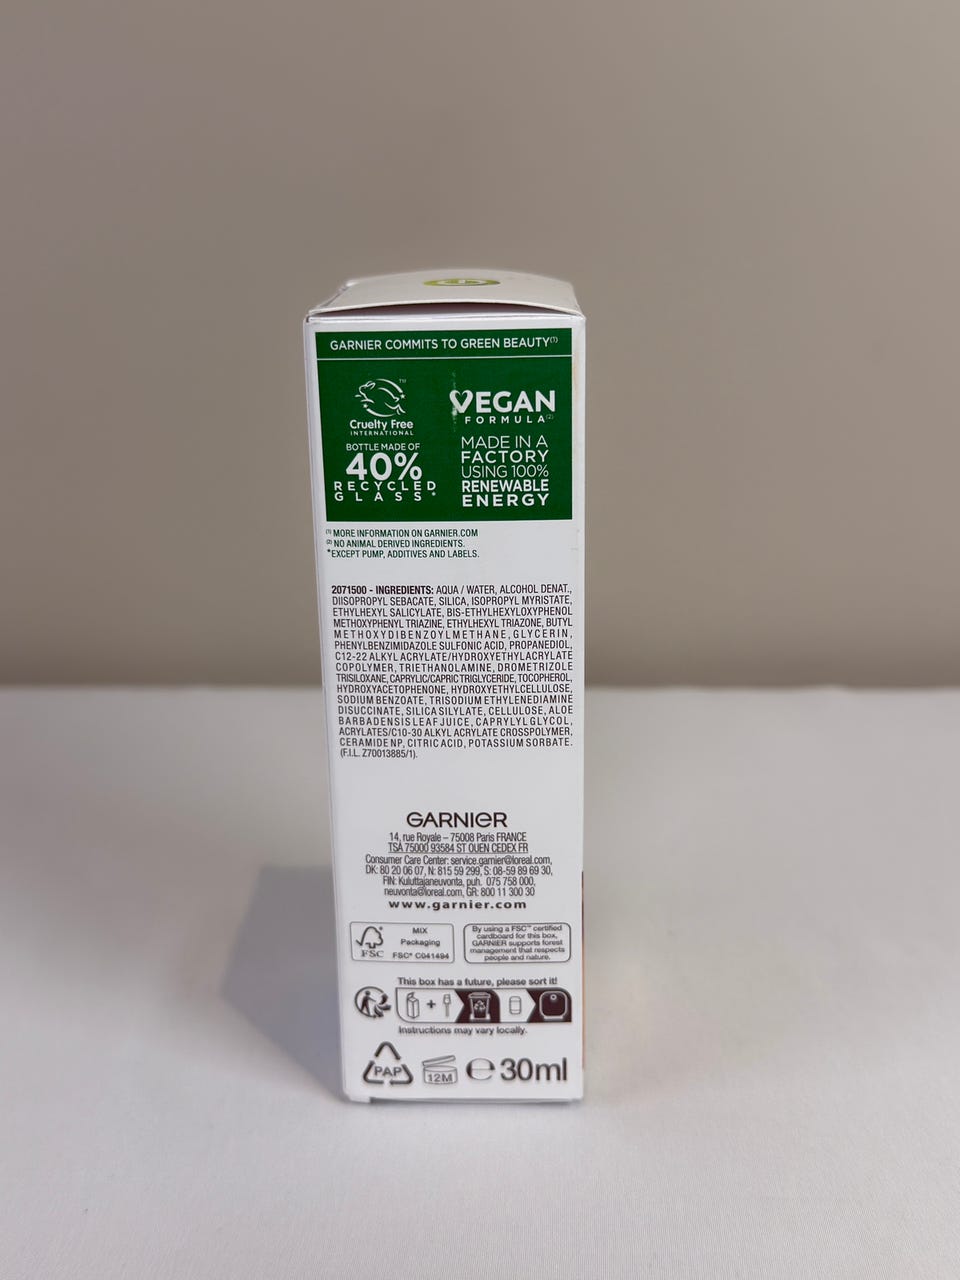 GARNIER COMMITS TO GREEN BEAUTY(1)
TM
Cruelty Free
INTERNATIONAL
BOTTLE MADE OF
40%
RECYCLED
GLASS*
VEGAN
FORMULA(2)
MADE IN A
FACTORY
USING 100%
RENEWABLE
ENERGY
(1) MORE INFORMATION ON GARNIER.COM
(2) NO ANIMAL DERIVED INGREDIENTS.
*EXCEPT PUMP, ADDITIVES AND LABELS.
2071500 - INGREDIENTS: AQUA / WATER, ALCOHOL DENAT.,
DIISOPROPYL SEBACATE, SILICA, ISOPROPYL MYRISTATE,
ETHYLHEXYL SALICYLATE, BIS-ETHYLHEXYLOXYPHENOL
METHOXYPHENYL TRIAZINE, ETHYLHEXYL TRIAZONE, BUTYL
METHOXYDIBENZOYLMETHANE, GLYCERIN,
PHENYLBENZIMIDAZOLE SULFONIC ACID, PROPANEDIOL,
C12-22 ALKYL ACRYLATE/HYDROXYETHYLACRYLATE
COPOLYMER, TRIETHANOLAMINE, DROMETRIZOLE
TRISILOXANE, CAPRYLIC/CAPRIC TRIGLYCERIDE, TOCOPHEROL,
HYDROXYACETOPHENONE, HYDROXYETHYLCELLULOSE,
SODIUM BENZOATE, TRISODIUM ETHYLENEDIAMINE
DISUCCINATE, SILICA SILYLATE, CELLULOSE, ALOE
BARBADENSIS LEAF JUICE, CAPRYLYL GLYCOL,
ACRYLATES/C10-30 ALKYL ACRYLATE CROSSPOLYMER,
CERAMIDE NP, CITRIC ACID, POTASSIUM SORBATE.
(F.I.L. Z70013885/1).
GARNIER
14, rue Royale – 75008 Paris FRANCE
TSA 75000 93584 ST OUEN CEDEX FR
Consumer Care Center: service.garnier@loreal.com,
DK: 80 20 06 07, N: 815 59 299, S: 08-59 89 69 30,
FIN: Kuluttajaneuvonta, puh. 075 758 000,
neuvonta@loreal.com, GR: 800 11 300 30
www.garnier.com
FSC
MIX
Packaging
FSC® C041494
By using a FSC™ certified
cardboard for this box,
GARNIER supports forest
management that respects
people and nature.
This box has a future, please sort it!
+
Instructions may vary locally.
PAP
12M
℮ 30ml